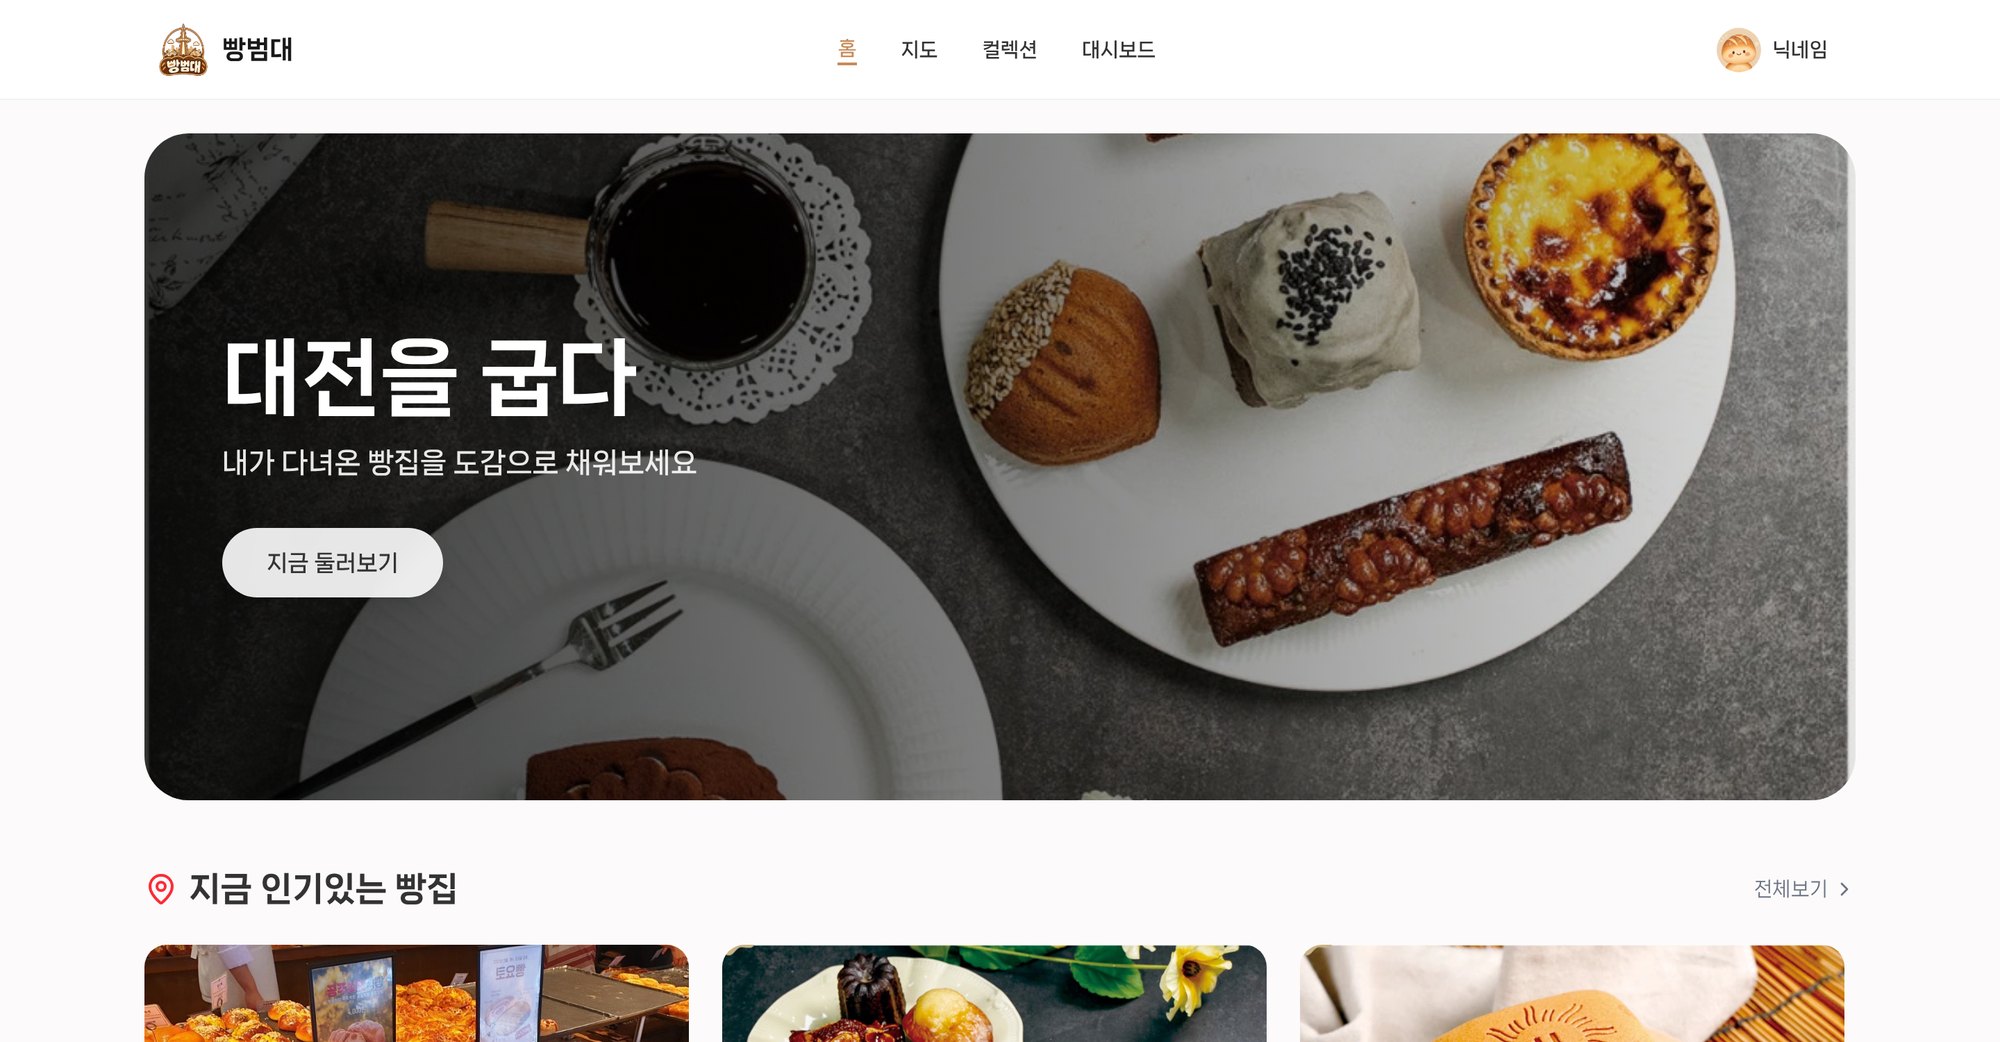 빵범대
빵범대
홈
지도
컬렉션
대시보드
닉네임
대전을 굽다
내가 다녀온 빵집을 도감으로 채워보세요
지금 둘러보기
지금 인기있는 빵집
전체보기